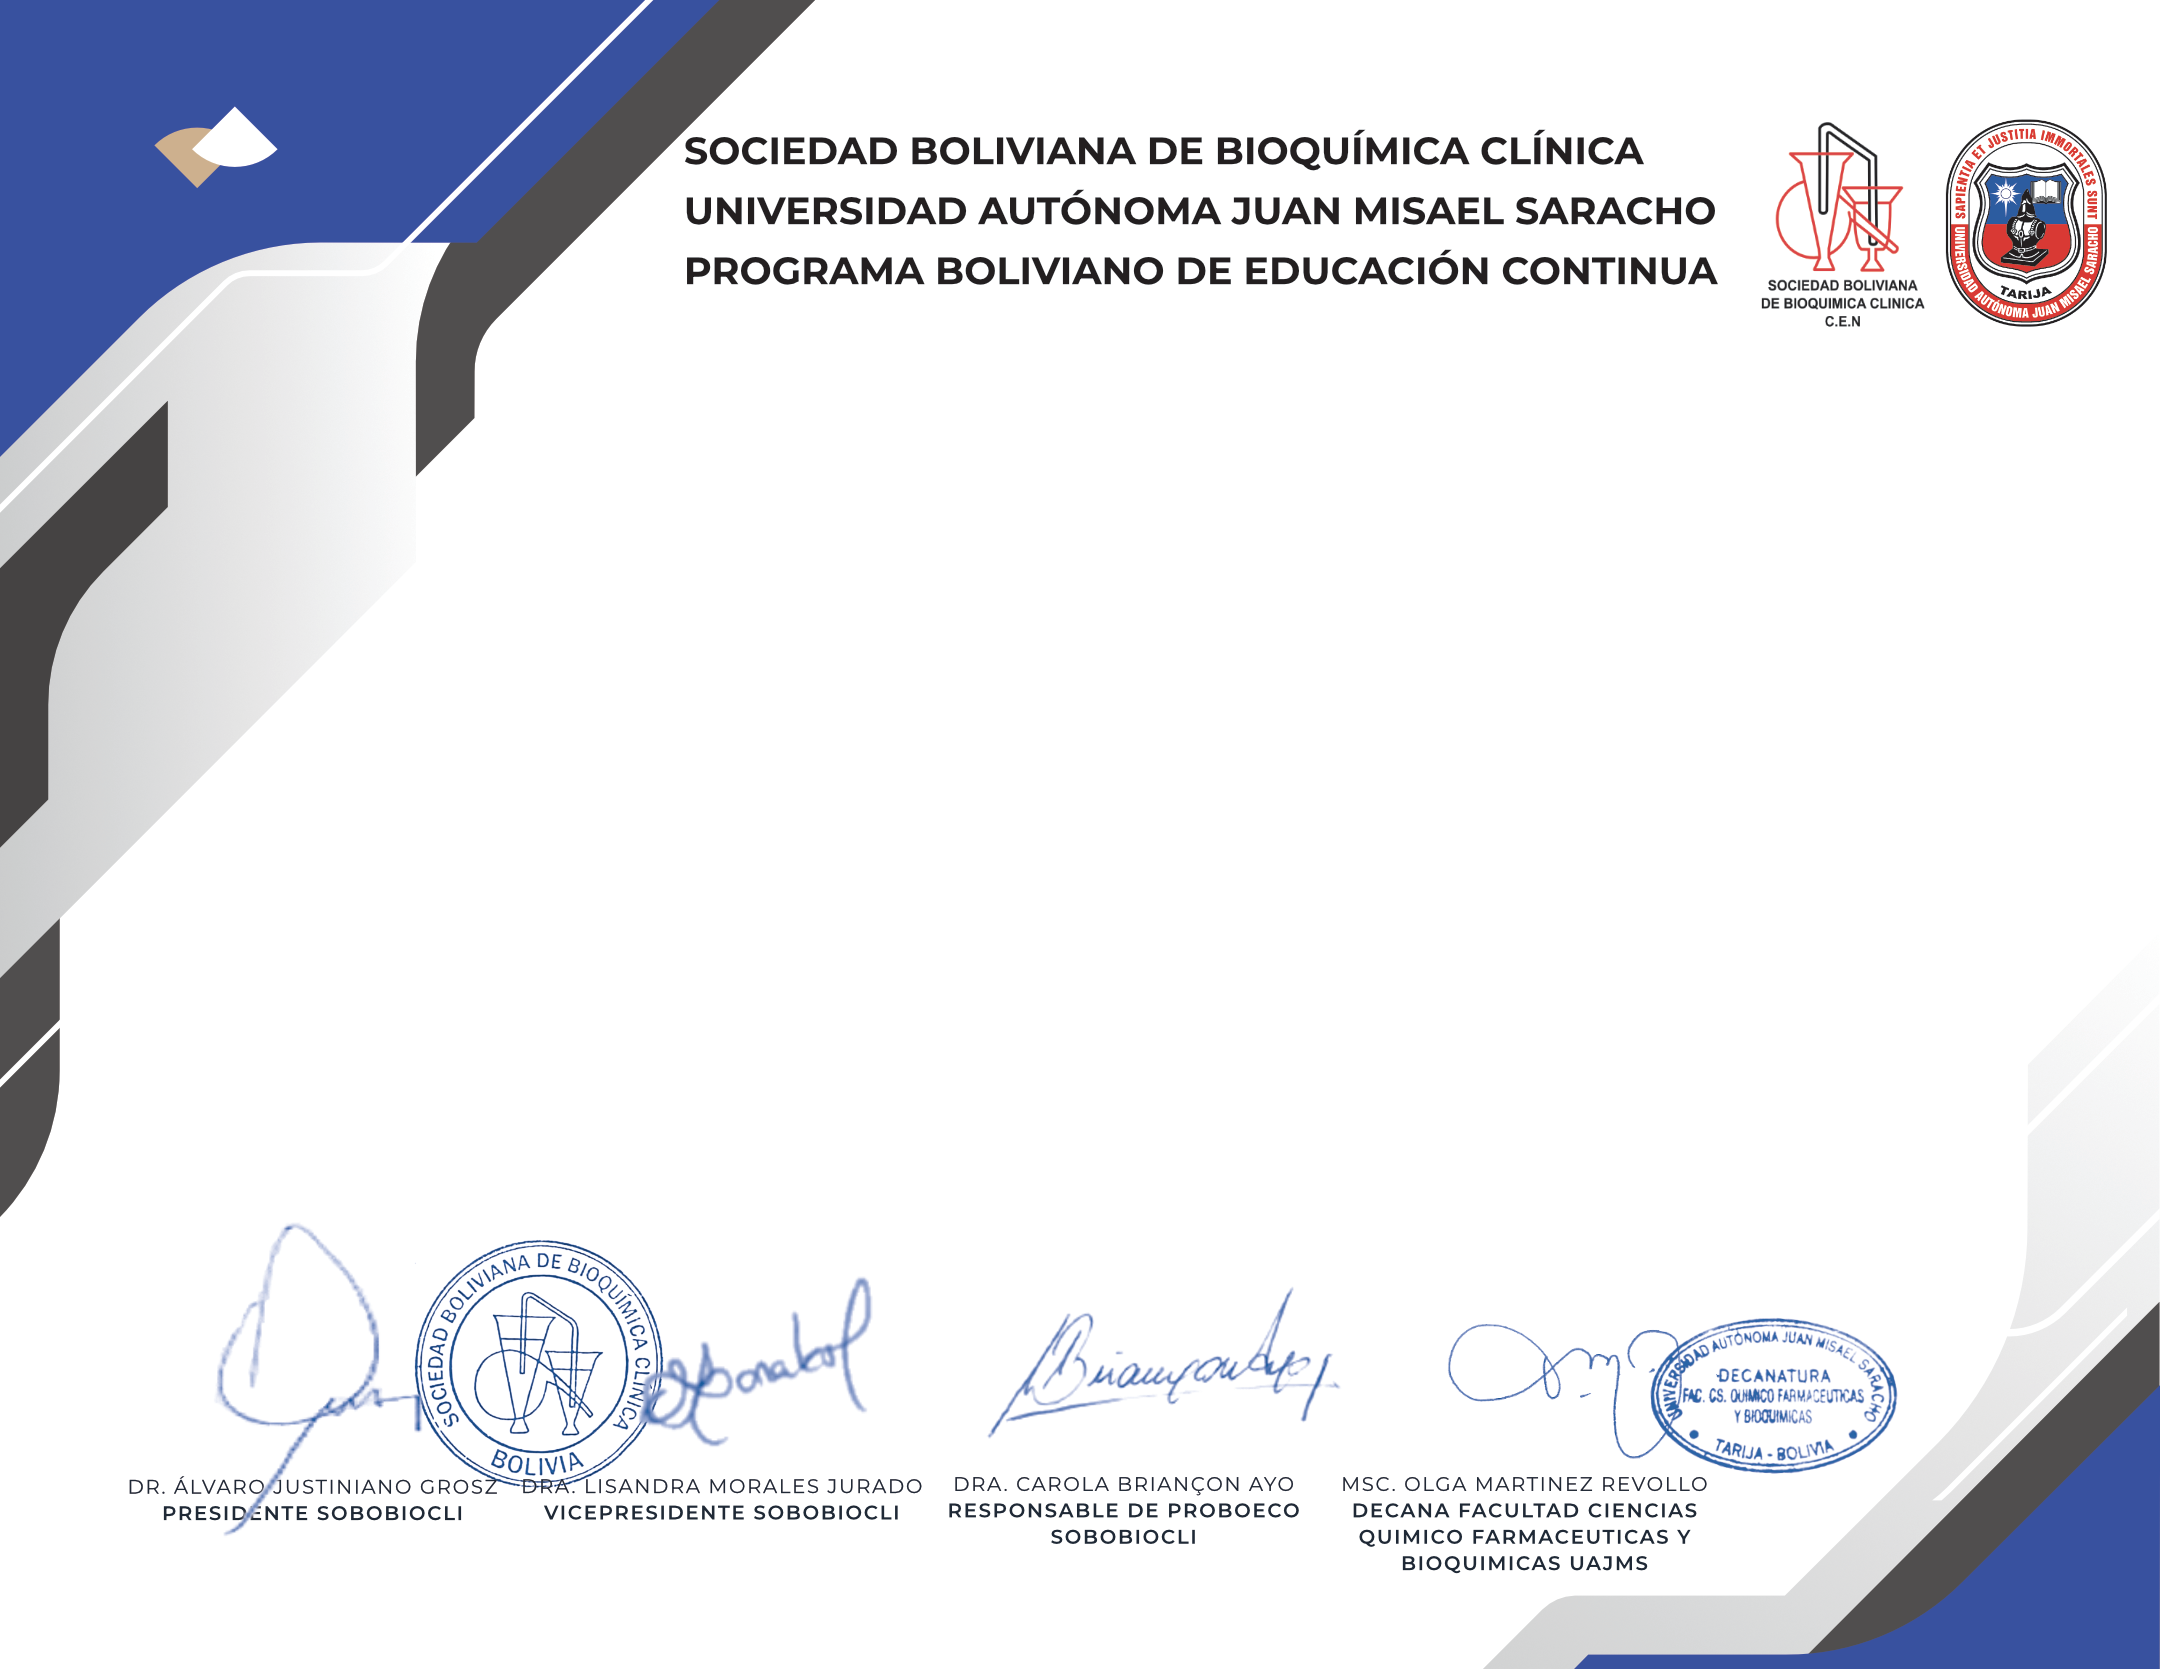 SOCIEDAD BOLIVIANA DE BIOQUÍMICA CLÍNICA
UNIVERSIDAD AUTÓNOMA JUAN MISAEL SARACHO
PROGRAMA BOLIVIANO DE EDUCACIÓN CONTINUA
SOCIEDAD BOLIVIANA
DE BIOQUIMICA CLINICA
C.E.N
SAPIENTIA ET JUSTITIA IMMORTALES SUNT
TARIJA
UNIVERSIDAD AUTÓNOMA JUAN MISAEL SARACHO
SOCIEDAD BOLIVIANA DE BIOQUÍMICA CLÍNICA
BOLIVIA
UNIVERSIDAD AUTÓNOMA JUAN MISAEL SARACHO
DECANATURA
FAC. CS. QUIMICO FARMACEUTICAS
Y BIOQUIMICAS
TARIJA - BOLIVIA
DR. ÁLVARO JUSTINIANO GROSZ
PRESIDENTE SOBOBIOCLI
DRA. LISANDRA MORALES JURADO
VICEPRESIDENTE SOBOBIOCLI
DRA. CAROLA BRIANÇON AYO
RESPONSABLE DE PROBOECO
SOBOBIOCLI
MSC. OLGA MARTINEZ REVOLLO
DECANA FACULTAD CIENCIAS
QUIMICO FARMACEUTICAS Y
BIOQUIMICAS UAJMS